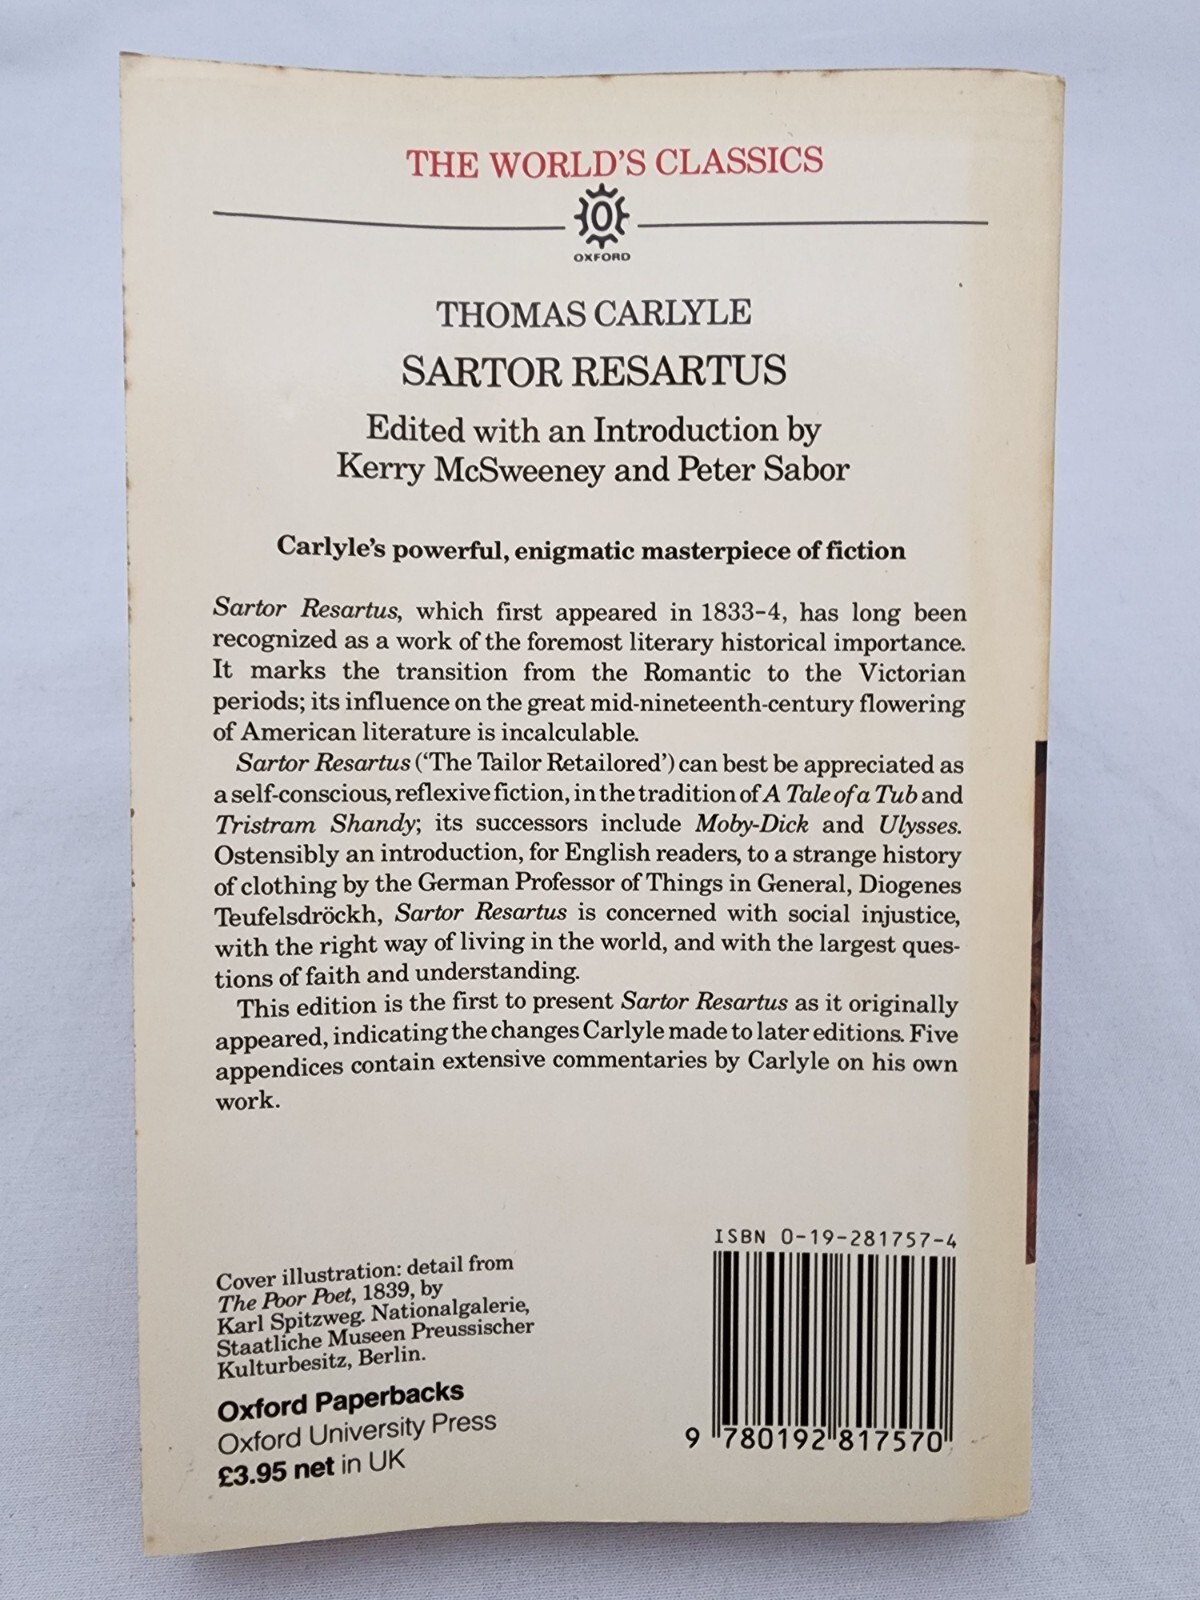 THE WORLD'S CLASSICS
O
OXFORD
THOMAS CARLYLE
SARTOR RESARTUS
Edited with an Introduction by
Kerry McSweeney and Peter Sabor
Carlyle's powerful, enigmatic masterpiece of fiction
Sartor Resartus, which first appeared in 1833–4, has long been
recognized as a work of the foremost literary historical importance.
It marks the transition from the Romantic to the Victorian
periods; its influence on the great mid-nineteenth-century flowering
of American literature is incalculable.
Sartor Resartus ('The Tailor Retailored') can best be appreciated as
a self-conscious, reflexive fiction, in the tradition of A Tale of a Tub and
Tristram Shandy; its successors include Moby-Dick and Ulysses.
Ostensibly an introduction, for English readers, to a strange history
of clothing by the German Professor of Things in General, Diogenes
Teufelsdröckh, Sartor Resartus is concerned with social injustice,
with the right way of living in the world, and with the largest ques-
tions of faith and understanding.
This edition is the first to present Sartor Resartus as it originally
appeared, indicating the changes Carlyle made to later editions. Five
appendices contain extensive commentaries by Carlyle on his own
work.
Cover illustration: detail from
The Poor Poet, 1839, by
Karl Spitzweg. Nationalgalerie,
Staatliche Museen Preussischer
Kulturbesitz, Berlin.
Oxford Paperbacks
Oxford University Press
£3.95 net in UK
ISBN 0-19-281757-4
9 780192 817570